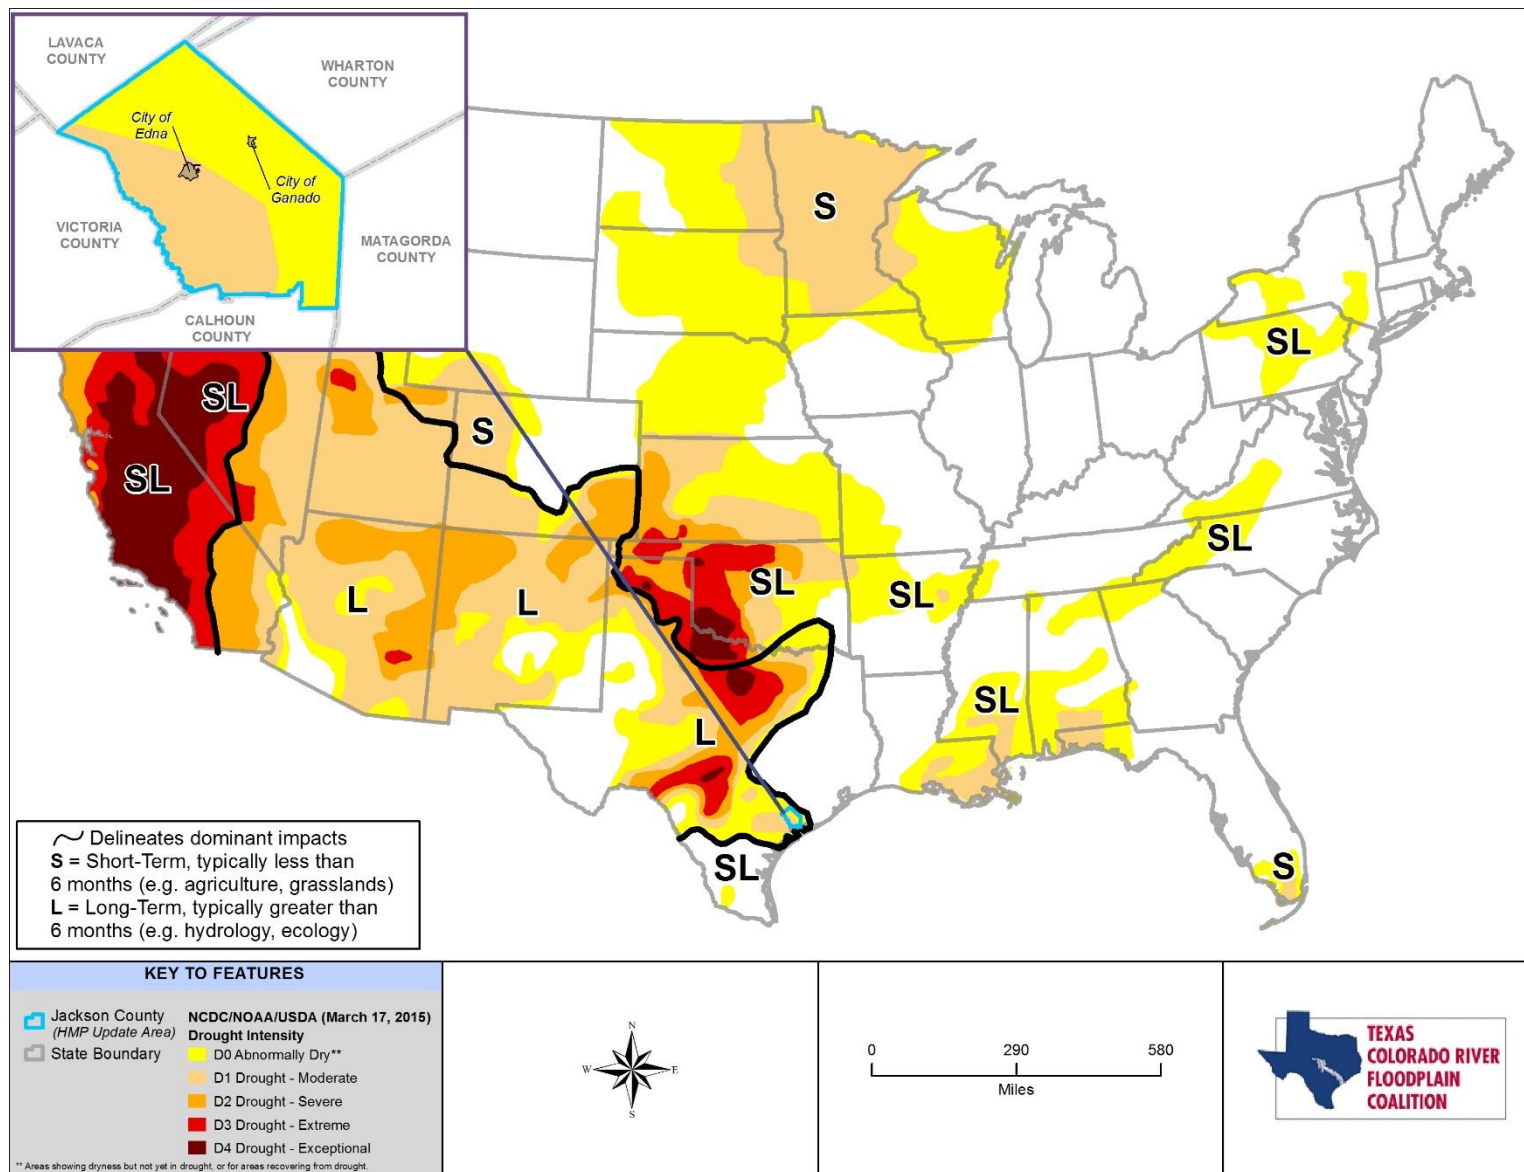 LAVACA
COUNTY
WHARTON
COUNTY
City of
Edna
City of
Ganado
VICTORIA
COUNTY
MATAGORDA
COUNTY
CALHOUN
COUNTY
S
SL
SL
S
SL
SL
L
L
SL
SL
SL
L
SL
S
Delineates dominant impacts
S = Short-Term, typically less than
6 months (e.g. agriculture, grasslands)
L = Long-Term, typically greater than
6 months (e.g. hydrology, ecology)
KEY TO FEATURES
Jackson County
(HMP Update Area)
State Boundary
NCDC/NOAA/USDA (March 17, 2015)
Drought Intensity
D0 Abnormally Dry**
D1 Drought - Moderate
D2 Drought - Severe
D3 Drought - Extreme
D4 Drought - Exceptional
** Areas showing dryness but not yet in drought, or for areas recovering from drought.
N
W E
S
0 290 580
Miles
TEXAS
COLORADO RIVER
FLOODPLAIN
COALITION